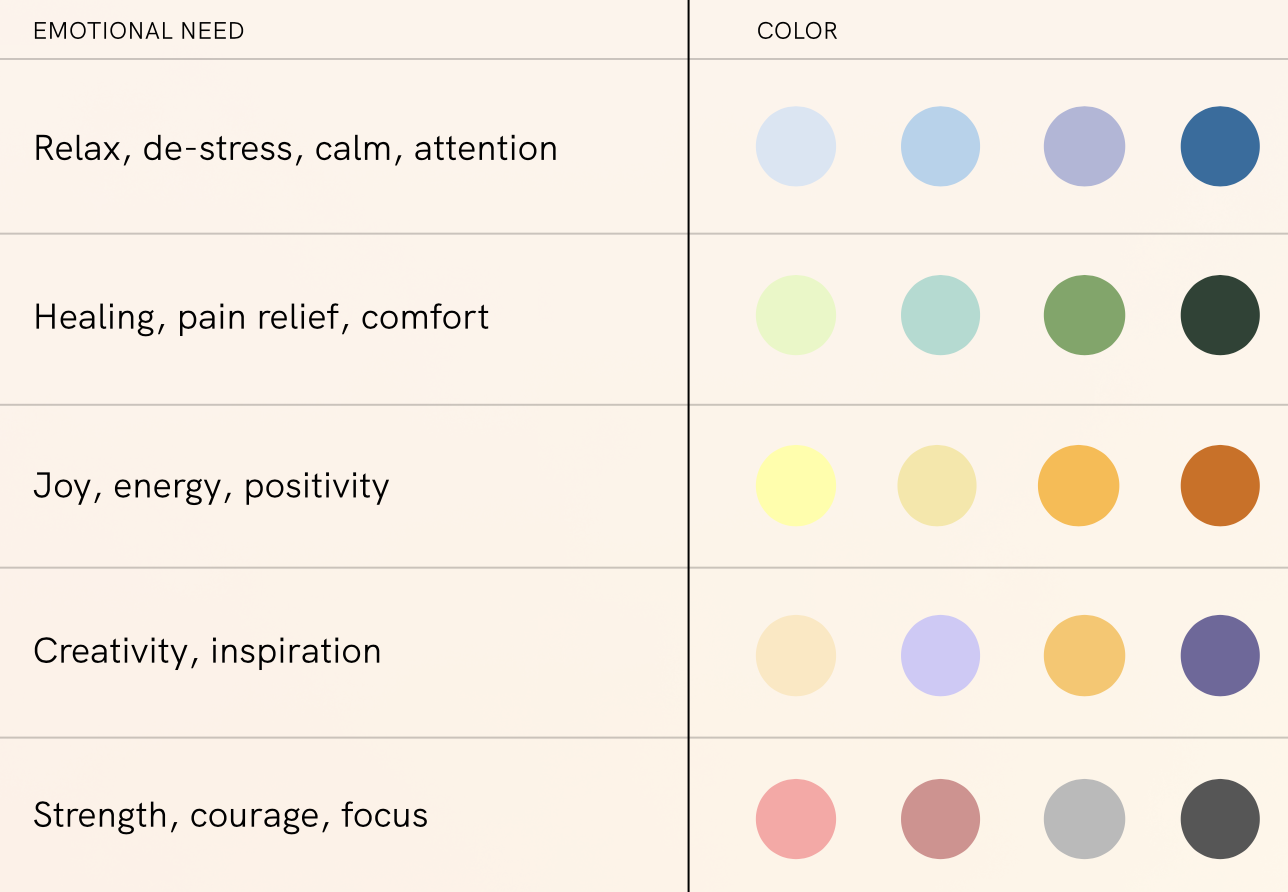 EMOTIONAL NEED
COLOR
Relax, de-stress, calm, attention
Healing, pain relief, comfort
Joy, energy, positivity
Creativity, inspiration
Strength, courage, focus